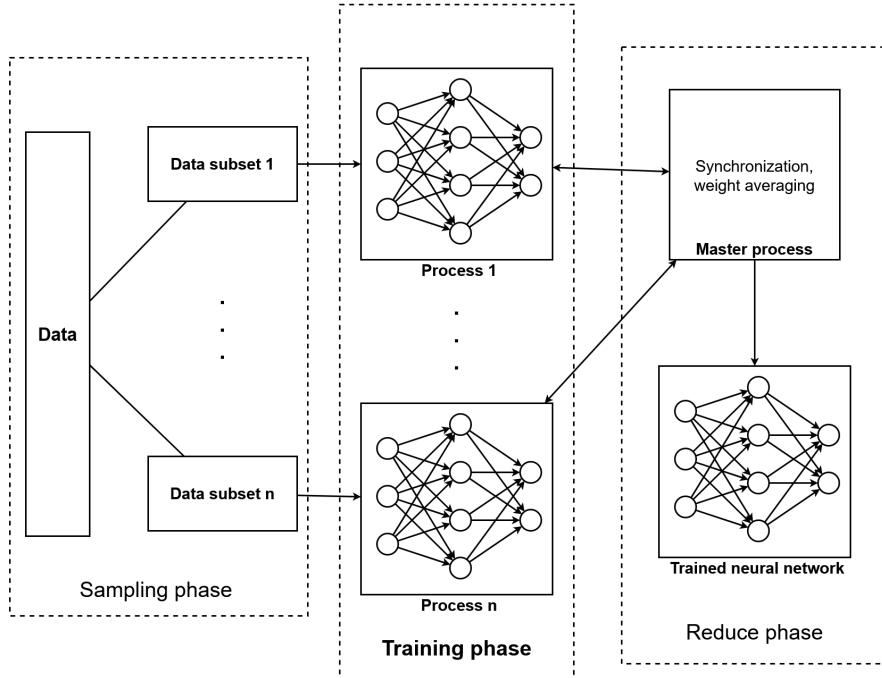 Data
Data subset 1
.
.
.
Data subset n
Sampling phase
Process 1
.
.
.
Process n
Training phase
Synchronization,
weight averaging
Master process
Trained neural network
Reduce phase